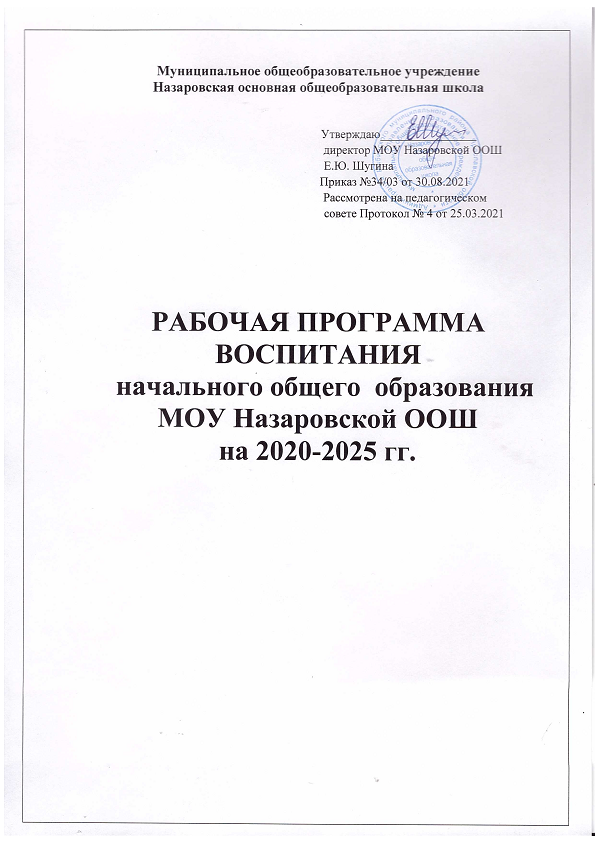 Муниципальное общеобразовательное учреждение
Назаровская основная общеобразовательная школа
Утверждаю
директор МОУ Назаровской ООШ
Е.Ю. Шугина
Приказ №34/03 от 30.08.2021
Рассмотрена на педагогическом
совете Протокол № 4 от 25.03.2021
РАБОЧАЯ ПРОГРАММА
ВОСПИТАНИЯ
начального общего образования
МОУ Назаровской ООШ
на 2020-2025 гг.